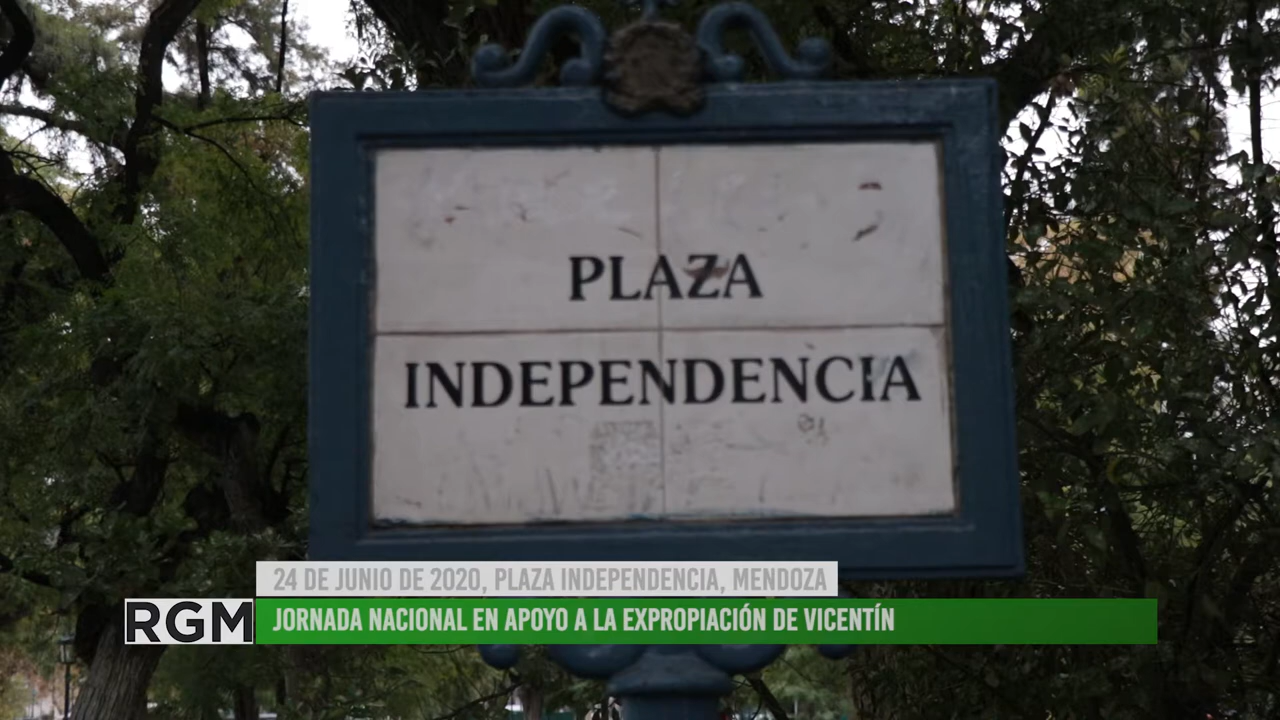 PLAZA
INDEPENDENCIA
24 DE JUNIO DE 2020, PLAZA INDEPENDENCIA, MENDOZA
RGM
JORNADA NACIONAL EN APOYO A LA EXPROPIACIÓN DE VICENTÍN